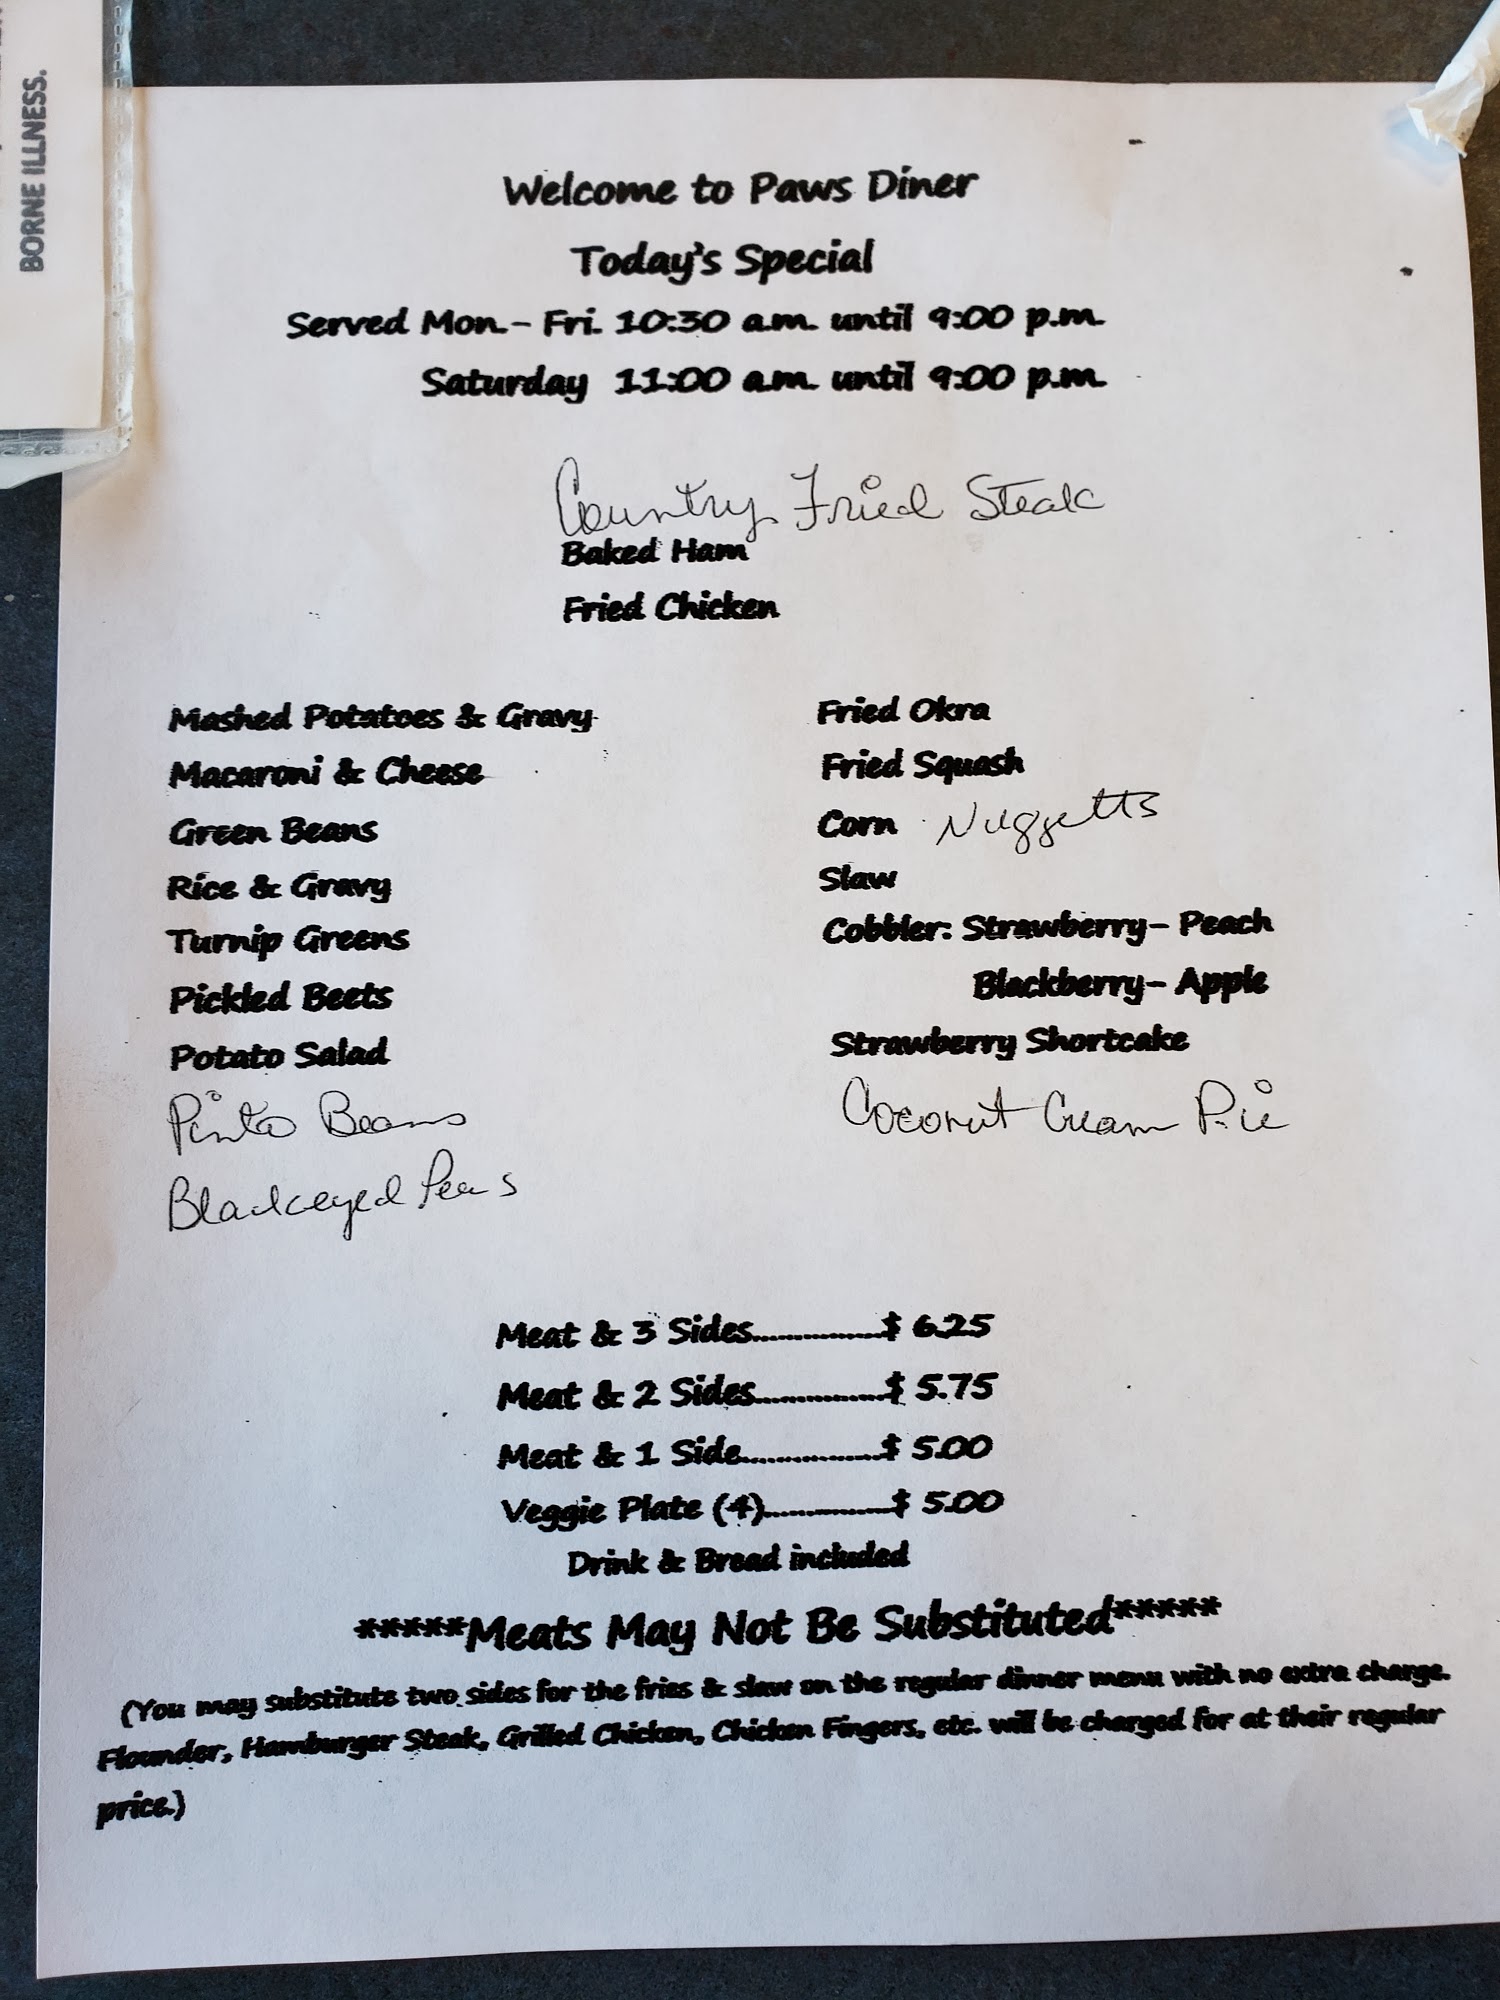 BORNE ILLNESS.
Welcome to Paws Diner
Today's Special
Served Mon.- Fri. 10:30 a.m. until 9:00 p.m.
Saturday 11:00 a.m. until 9:00 p.m.
Country Fried Steak
Baked Ham
Fried Chicken
Mashed Potatoes & Gravy
Macaroni & Cheese
Green Beans
Rice & Gravy
Turnip Greens
Pickled Beets
Potato Salad
Pinto Beans
Blackeyed Peas
Fried Okra
Fried Squash
Corn Nuggetts
Slaw
Cobbler: Strawberry- Peach
Blackberry- Apple
Strawberry Shortcake
Coconut Cream Pie
Meat & 3 Sides................$ 6.25
Meat & 2 Sides................$ 5.75
Meat & 1 Side.................$ 5.00
Veggie Plate (4)...............$ 5.00
Drink & Bread included
*****Meats May Not Be Substituted*****
(You may substitute two sides for the fries & slaw on the regular dinner menu with no extra charge.
Flounder, Hamburger Steak, Grilled Chicken, Chicken Fingers, etc. will be charged for at their regular
price.)